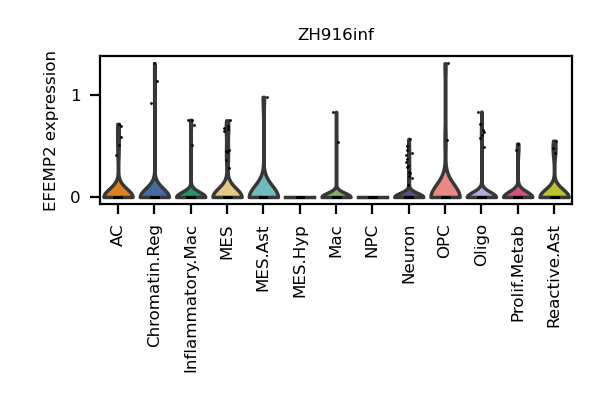 ZH916inf
EFEMP2 expression
1
0
AC
Chromatin.Reg
Inflammatory.Mac
MES
MES.Ast
MES.Hyp
Mac
NPC
Neuron
OPC
Oligo
Prolif.Metab
Reactive.Ast